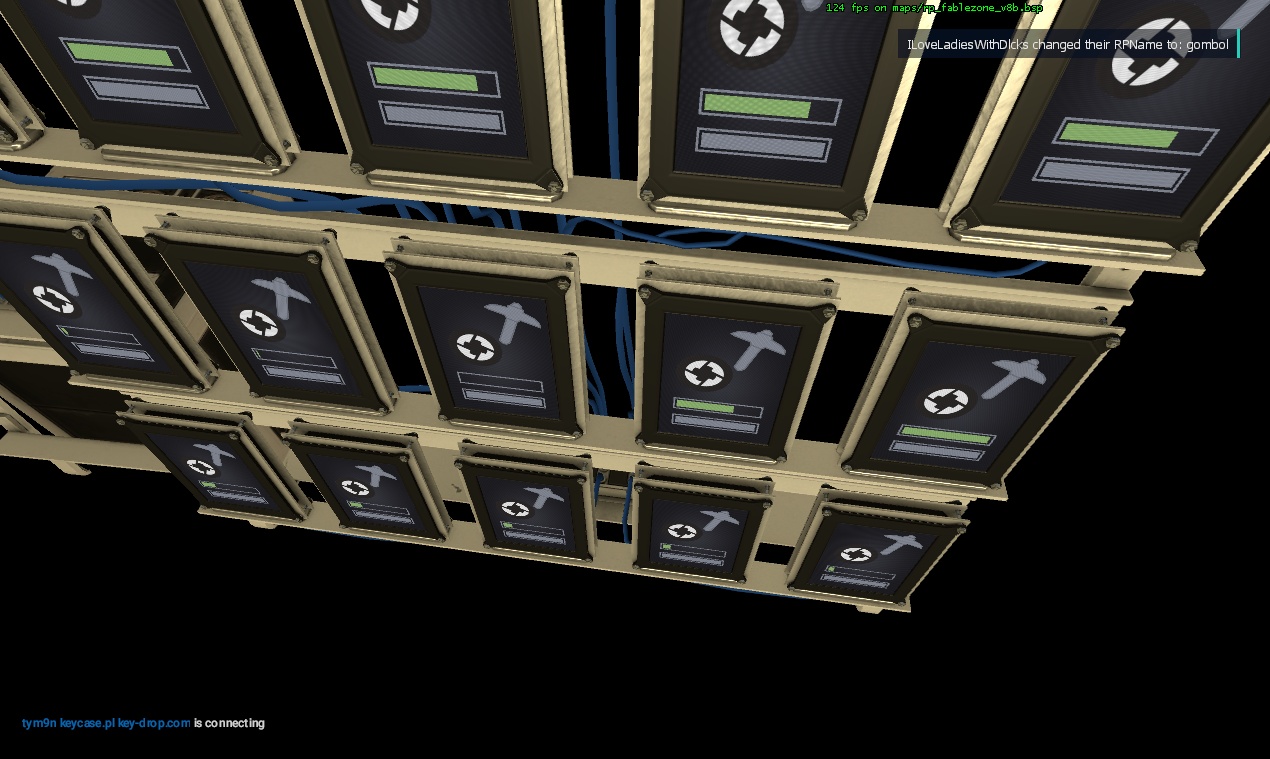 124 fps on maps/rp_fablezone_v8b.bsp
ILoveLadiesWithDlcks changed their RPName to: gombol
tym9n keycase.pl key-drop.com is connecting